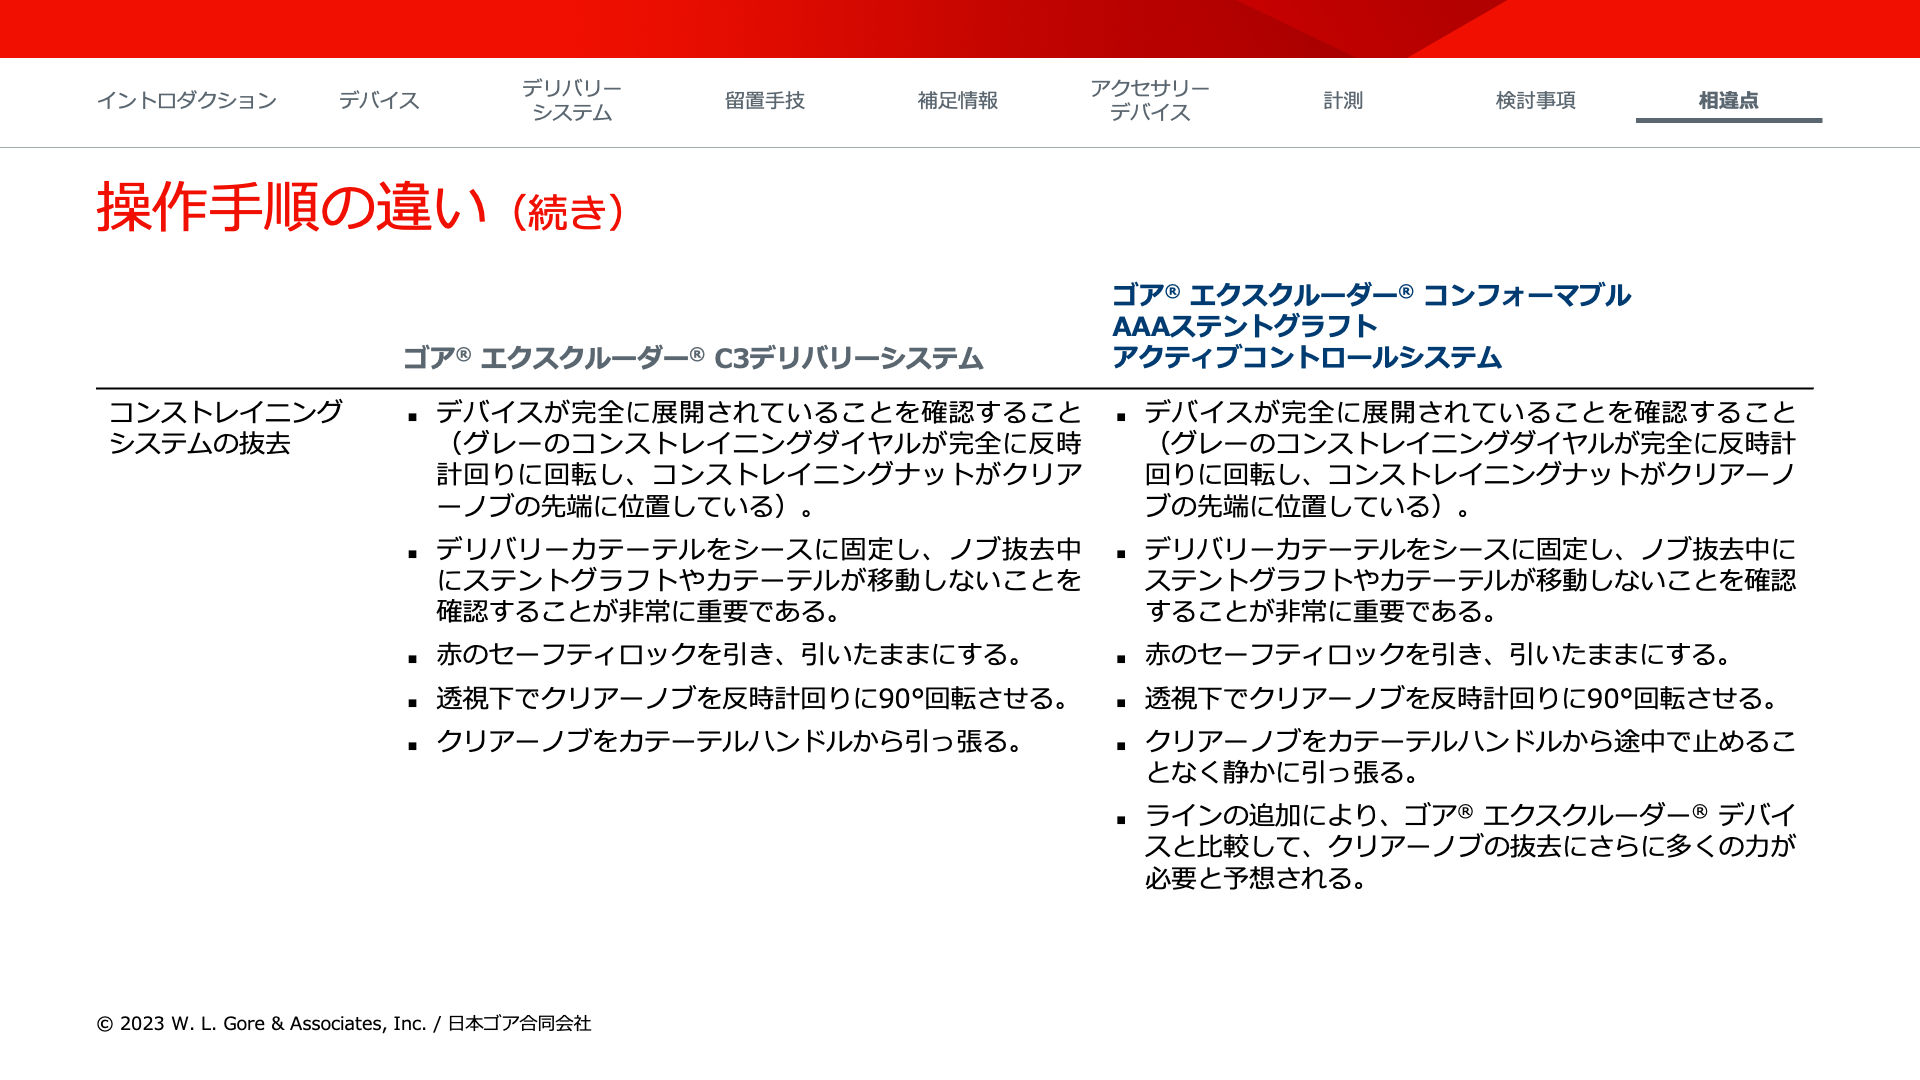 イントロダクション
デバイス
デリバリー
システム
留置手技
補足情報
アクセサリー
デバイス
計測
検討事項
相違点
操作手順の違い（続き）
ゴア® エクスクルーダー® C3デリバリーシステム
ゴア® エクスクルーダー® コンフォーマブル
AAAステントグラフト
アクティブコントロールシステム
コンストレイニング
システムの抜去
▪ デバイスが完全に展開されていることを確認すること
（グレーのコンストレイニングダイヤルが完全に反時
計回りに回転し、コンストレイニングナットがクリア
ーノブの先端に位置している）。
▪ デリバリーカテーテルをシースに固定し、ノブ抜去中
にステントグラフトやカテーテルが移動しないことを
確認することが非常に重要である。
▪ 赤のセーフティロックを引き、引いたままにする。
▪ 透視下でクリアーノブを反時計回りに90°回転させる。
▪ クリアーノブをカテーテルハンドルから引っ張る。
▪ デバイスが完全に展開されていることを確認すること
（グレーのコンストレイニングダイヤルが完全に反時計
回りに回転し、コンストレイニングナットがクリアーノ
ブの先端に位置している）。
▪ デリバリーカテーテルをシースに固定し、ノブ抜去中に
ステントグラフトやカテーテルが移動しないことを確認
することが非常に重要である。
▪ 赤のセーフティロックを引き、引いたままにする。
▪ 透視下でクリアーノブを反時計回りに90°回転させる。
▪ クリアーノブをカテーテルハンドルから途中で止めるこ
となく静かに引っ張る。
▪ ラインの追加により、ゴア® エクスクルーダー® デバイ
スと比較して、クリアーノブの抜去にさらに多くの力が
必要と予想される。
© 2023 W. L. Gore & Associates, Inc. / 日本ゴア合同会社